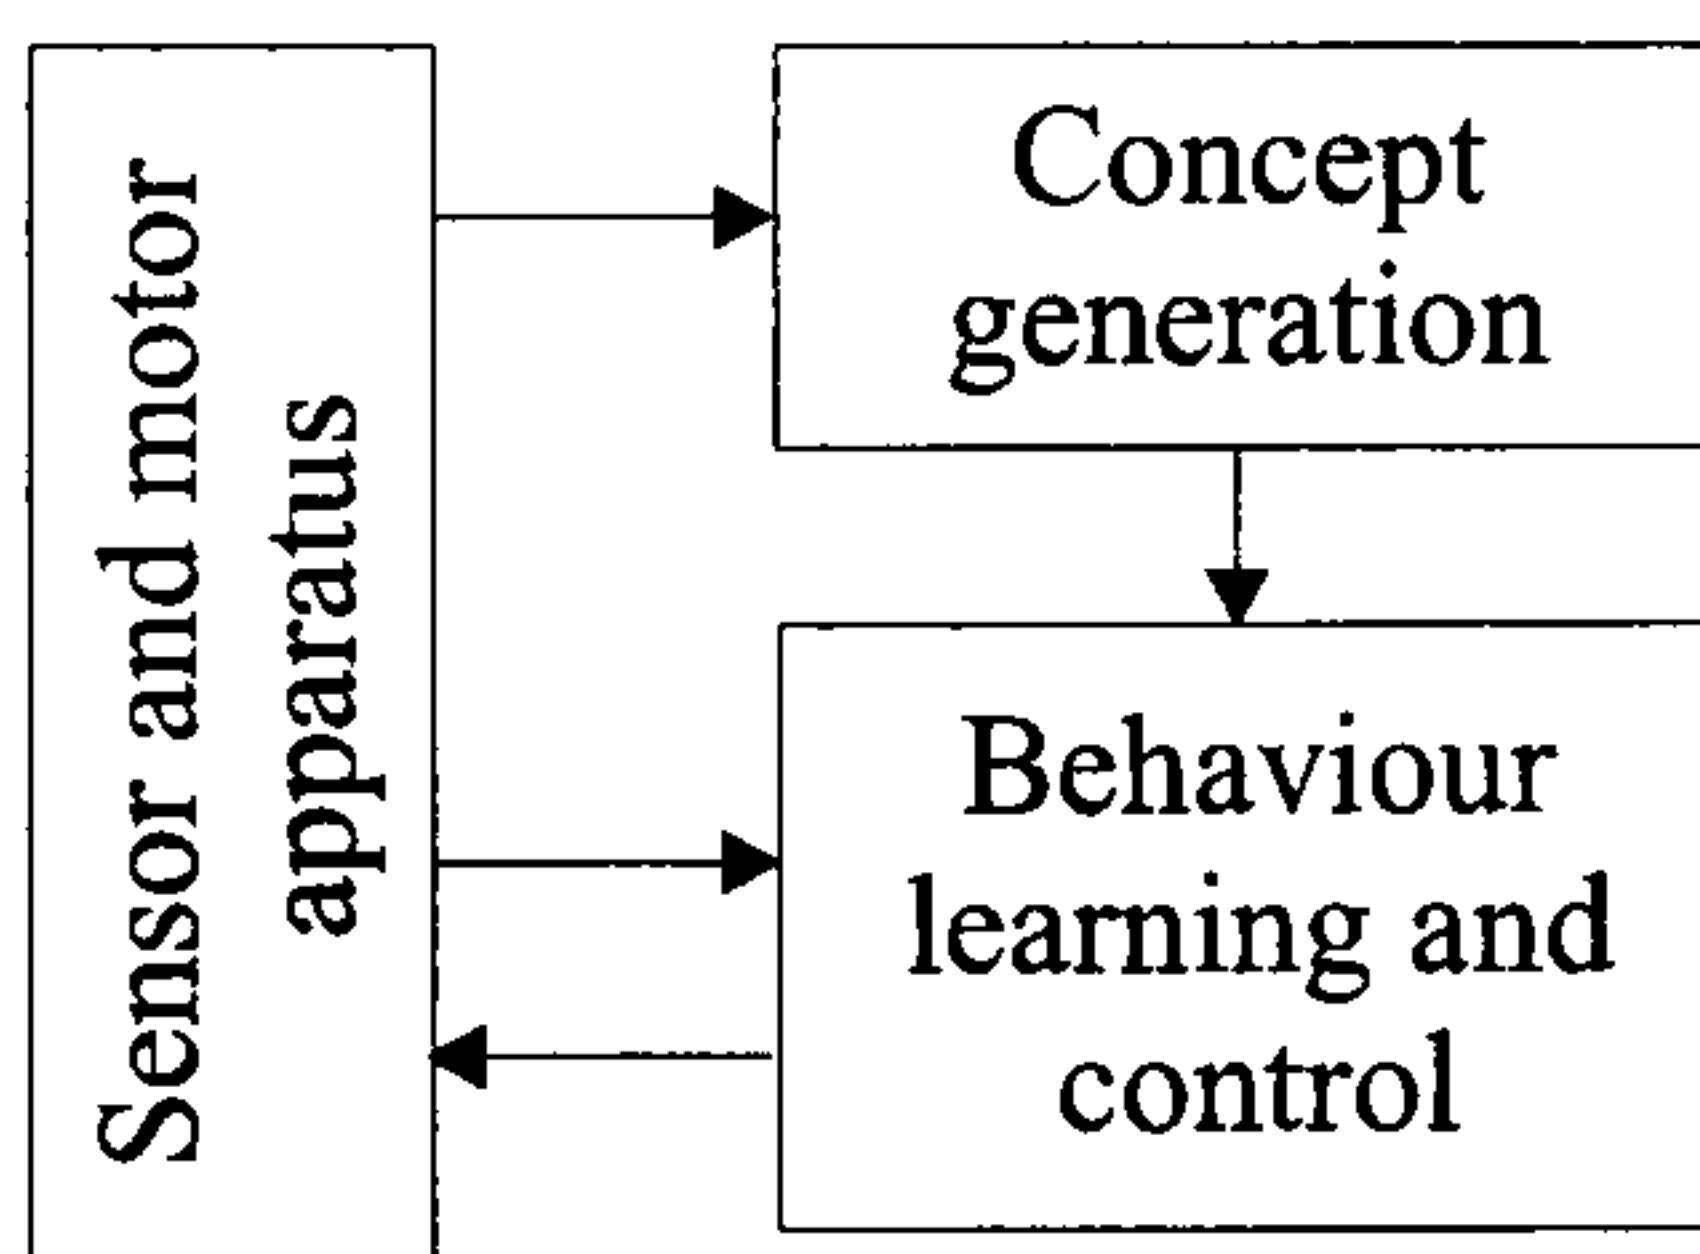 Sensor and motor
apparatus
Concept
generation
Behaviour
learning and
control